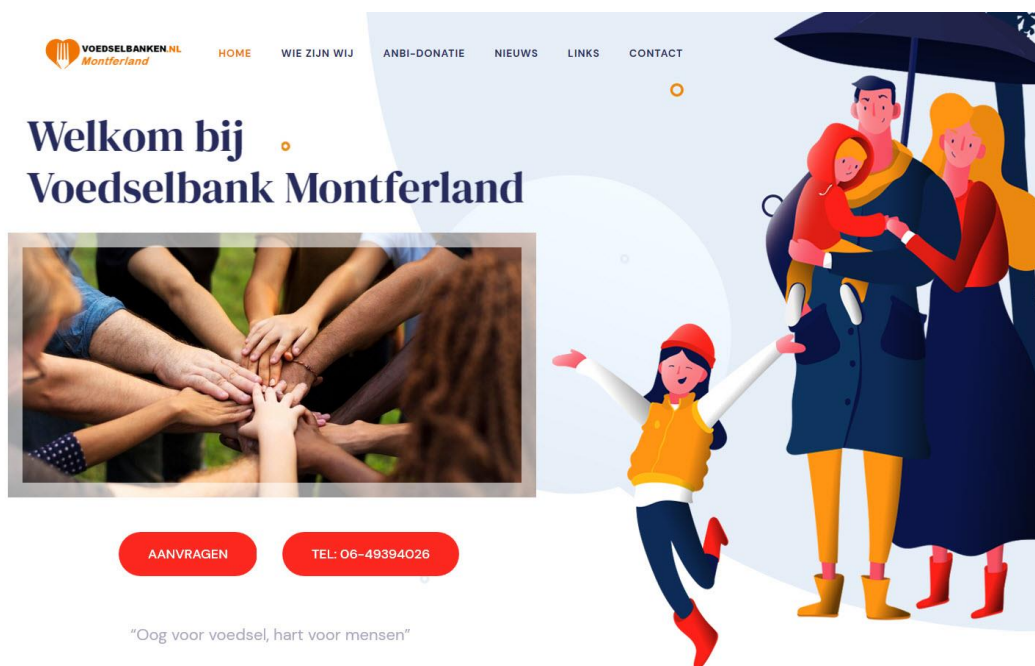 VOEDSELBANKEN.NL
Montferland
HOME WIE ZIJN WIJ ANBI-DONATIE NIEUWS LINKS CONTACT
Welkom bij
Voedselbank Montferland
AANVRAGEN TEL: 06-49394026
“Oog voor voedsel, hart voor mensen”